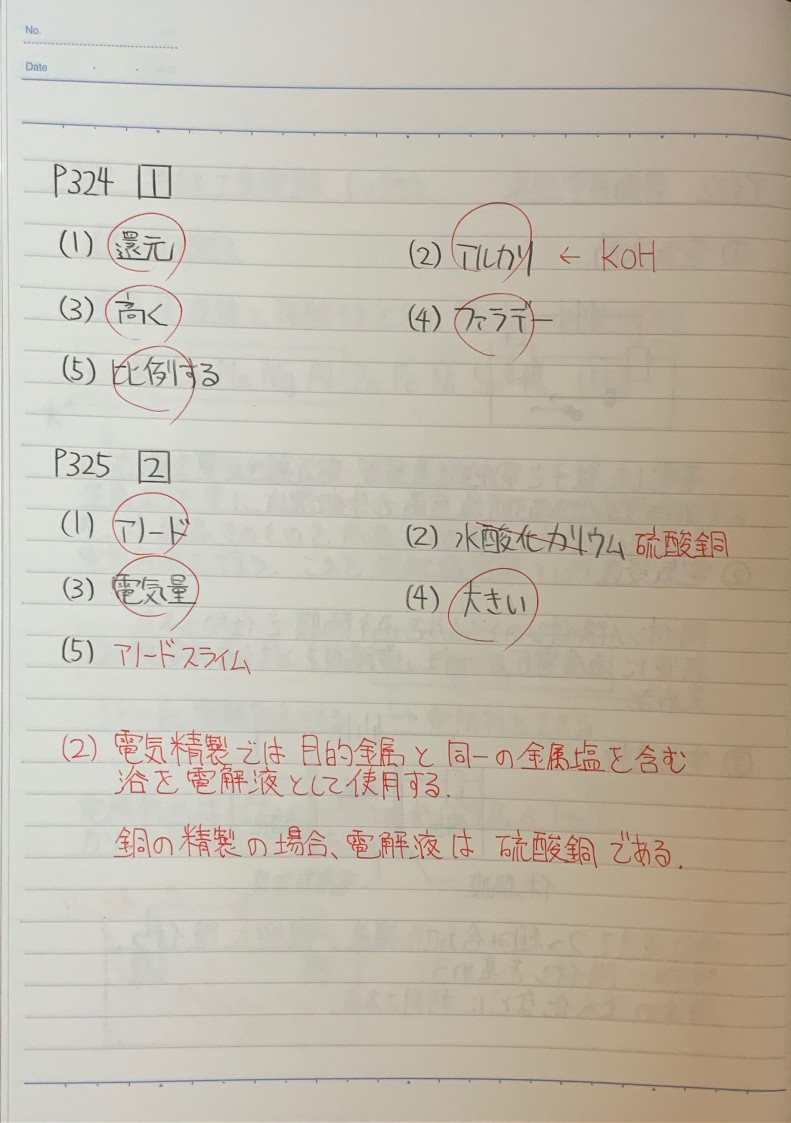 No.
Date
P324 1
(1) 還元 (2) アルカリ ← KOH
(3) 高く (4) ファラデー
(5) 比例する
P325 2
(1) アノード (2) 水酸化カリウム 硫酸銅
(3) 電気量 (4) 大きい
(5) アノードスライム
(2) 電気精製では目的金属と同一の金属塩を含む
浴を電解液として使用する.
銅の精製の場合、電解液は 硫酸銅である.